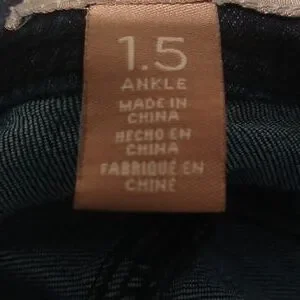 1.5
ANKLE
MADE IN
CHINA
HECHO EN
CHINA
FABRIQUÉ EN
CHINE